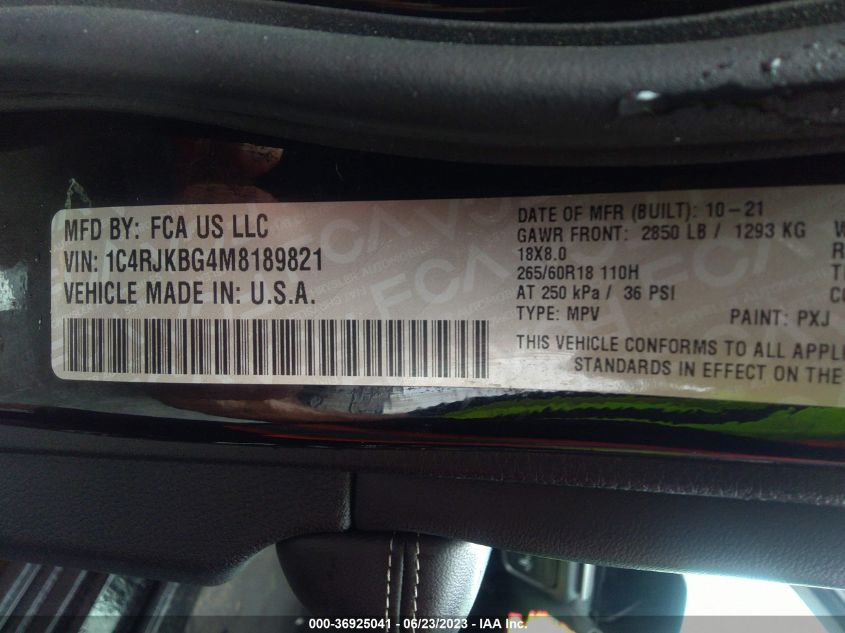 MFD BY: FCA US LLC
VIN: 1C4RJKBG4M8189821
VEHICLE MADE IN: U.S.A.
DATE OF MFR (BUILT): 10-21
GAWR FRONT: 2850 LB / 1293 KG
18X8.0
265/60R18 110H
AT 250 kPa / 36 PSI
TYPE: MPV PAINT: PXJ
THIS VEHICLE CONFORMS TO ALL APPL
STANDARDS IN EFFECT ON THE
000-36925041 - 06/23/2023 - IAA Inc.